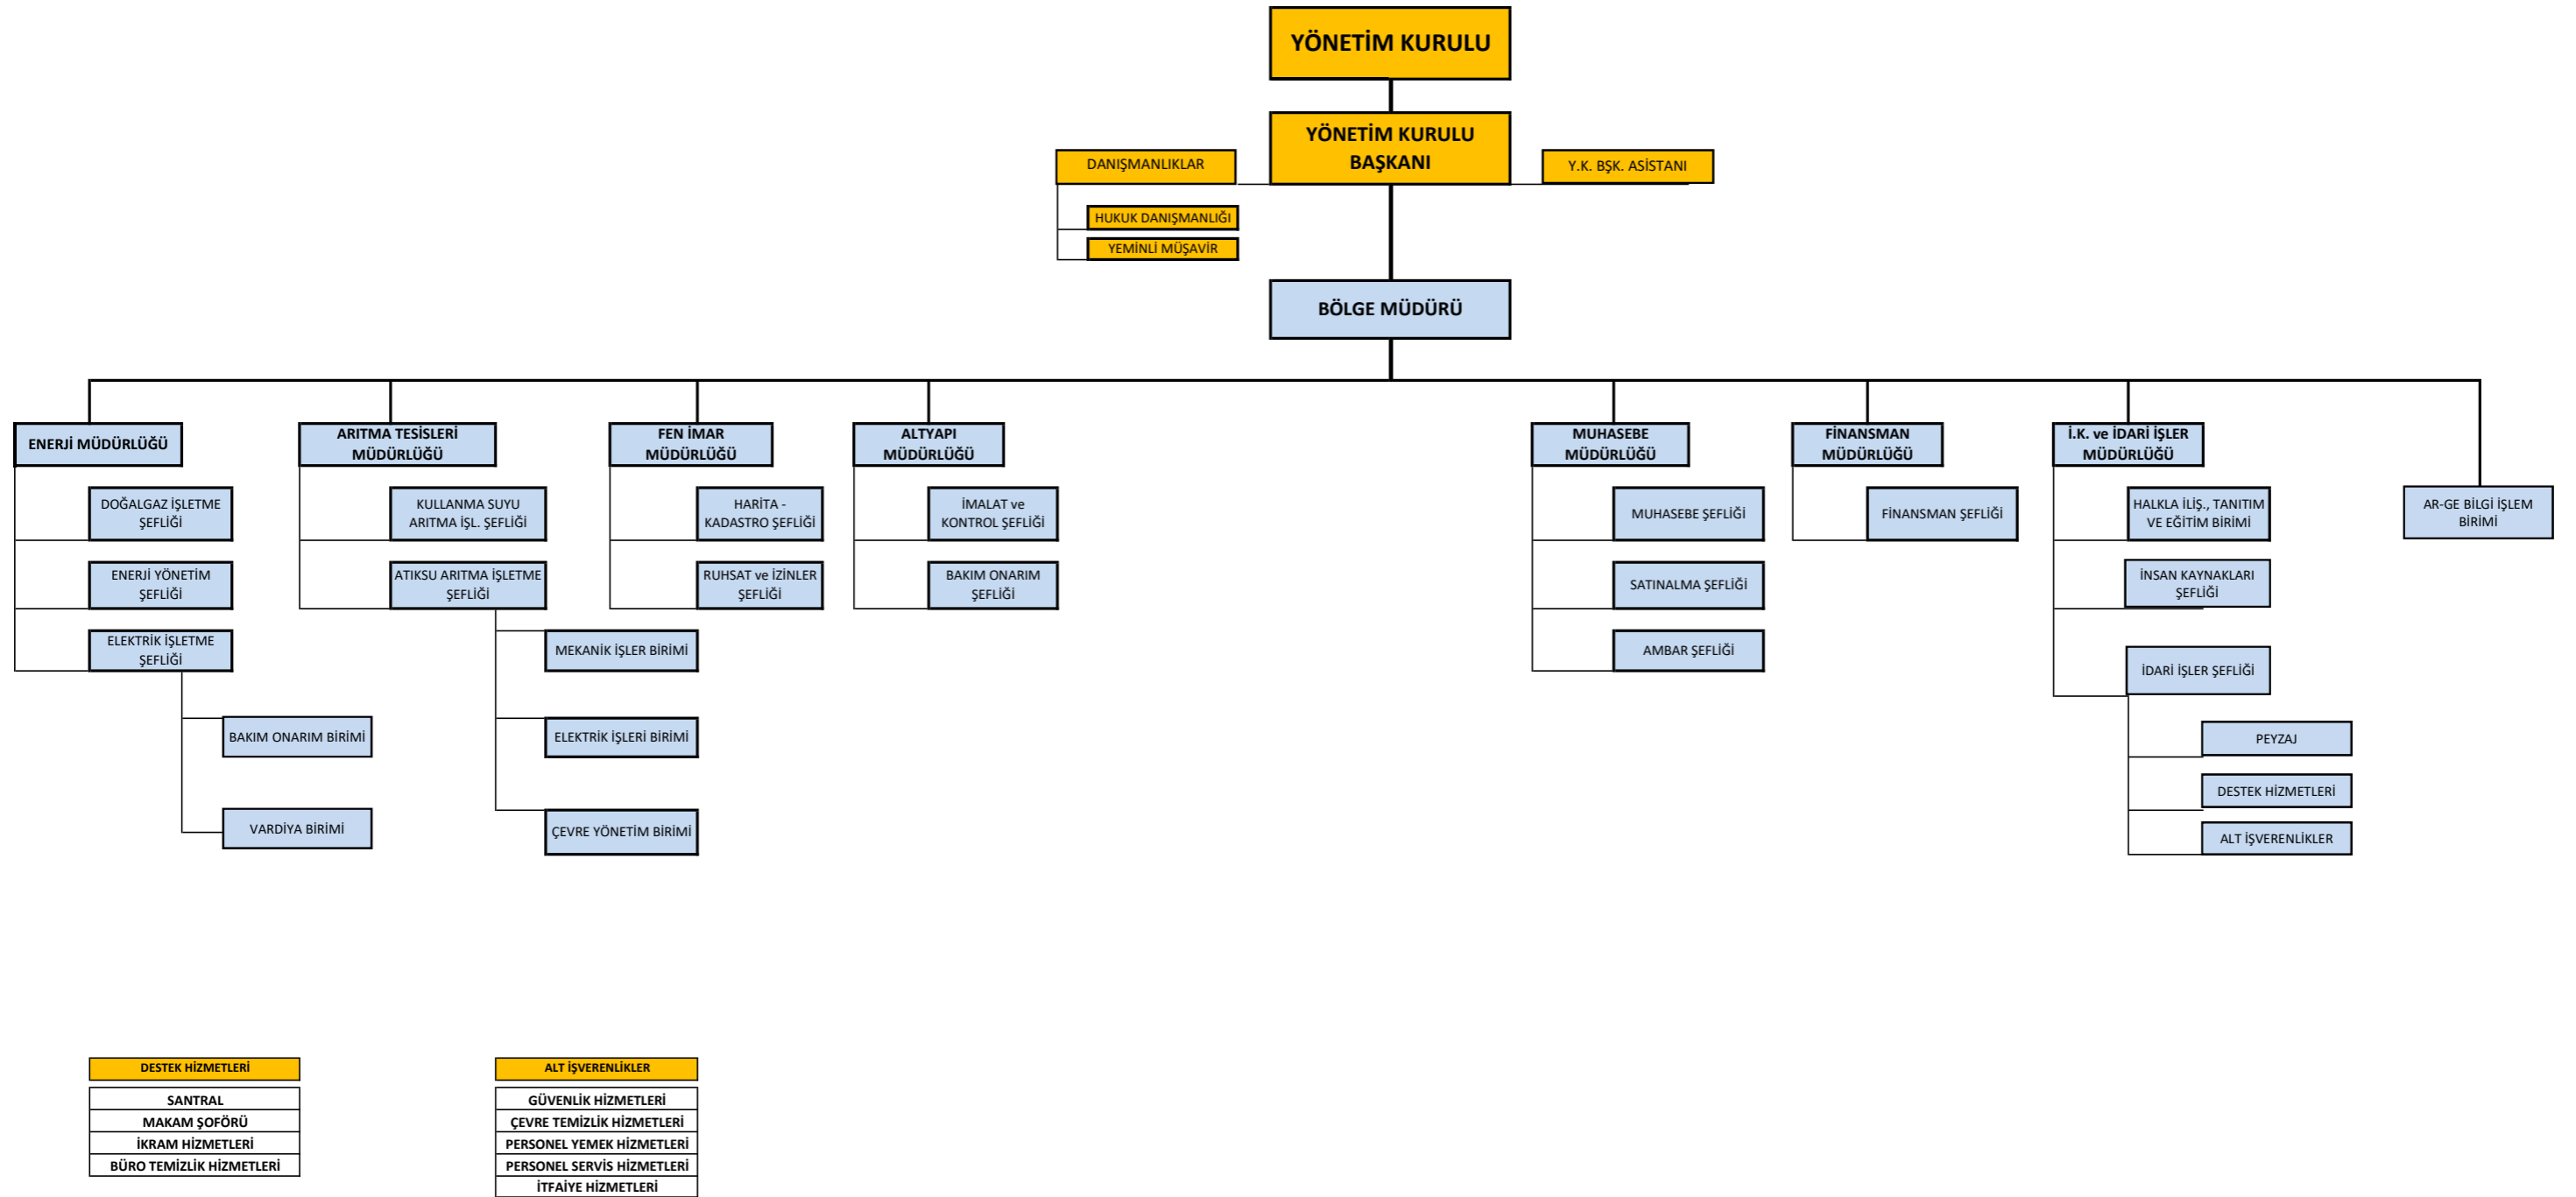 YÖNETİM KURULU
YÖNETİM KURULU
BAŞKANI
DANIŞMANLIKLAR
Y.K. BŞK. ASİSTANI
HUKUK DANIŞMANLIĞI
YEMİNLİ MÜŞAVİR
BÖLGE MÜDÜRÜ
ENERJİ MÜDÜRLÜĞÜ
ARITMA TESİSLERİ
MÜDÜRLÜĞÜ
FEN İMAR
MÜDÜRLÜĞÜ
ALTYAPI
MÜDÜRLÜĞÜ
MUHASEBE
MÜDÜRLÜĞÜ
FİNANSMAN
MÜDÜRLÜĞÜ
İ.K. ve İDARİ İŞLER
MÜDÜRLÜĞÜ
DOĞALGAZ İŞLETME
ŞEFLİĞİ
KULLANMA SUYU
ARITMA İŞL. ŞEFLİĞİ
HARİTA -
KADASTRO ŞEFLİĞİ
İMALAT ve
KONTROL ŞEFLİĞİ
MUHASEBE ŞEFLİĞİ
FİNANSMAN ŞEFLİĞİ
HALKLA İLİŞ., TANITIM
VE EĞİTİM BİRİMİ
AR-GE BİLGİ İŞLEM
BİRİMİ
ENERJİ YÖNETİM
ŞEFLİĞİ
ATIKSU ARITMA İŞLETME
ŞEFLİĞİ
RUHSAT ve İZİNLER
ŞEFLİĞİ
BAKIM ONARIM
ŞEFLİĞİ
SATINALMA ŞEFLİĞİ
İNSAN KAYNAKLARI
ŞEFLİĞİ
ELEKTRİK İŞLETME
ŞEFLİĞİ
MEKANİK İŞLER BİRİMİ
AMBAR ŞEFLİĞİ
İDARİ İŞLER ŞEFLİĞİ
BAKIM ONARIM BİRİMİ
ELEKTRİK İŞLERİ BİRİMİ
PEYZAJ
DESTEK HİZMETLERİ
VARDİYA BİRİMİ
ÇEVRE YÖNETİM BİRİMİ
ALT İŞVERENLİKLER
DESTEK HİZMETLERİ
SANTRAL
MAKAM ŞOFÖRÜ
İKRAM HİZMETLERİ
BÜRO TEMİZLİK HİZMETLERİ
ALT İŞVERENLİKLER
GÜVENLİK HİZMETLERİ
ÇEVRE TEMİZLİK HİZMETLERİ
PERSONEL YEMEK HİZMETLERİ
PERSONEL SERVİS HİZMETLERİ
İTFAİYE HİZMETLERİ